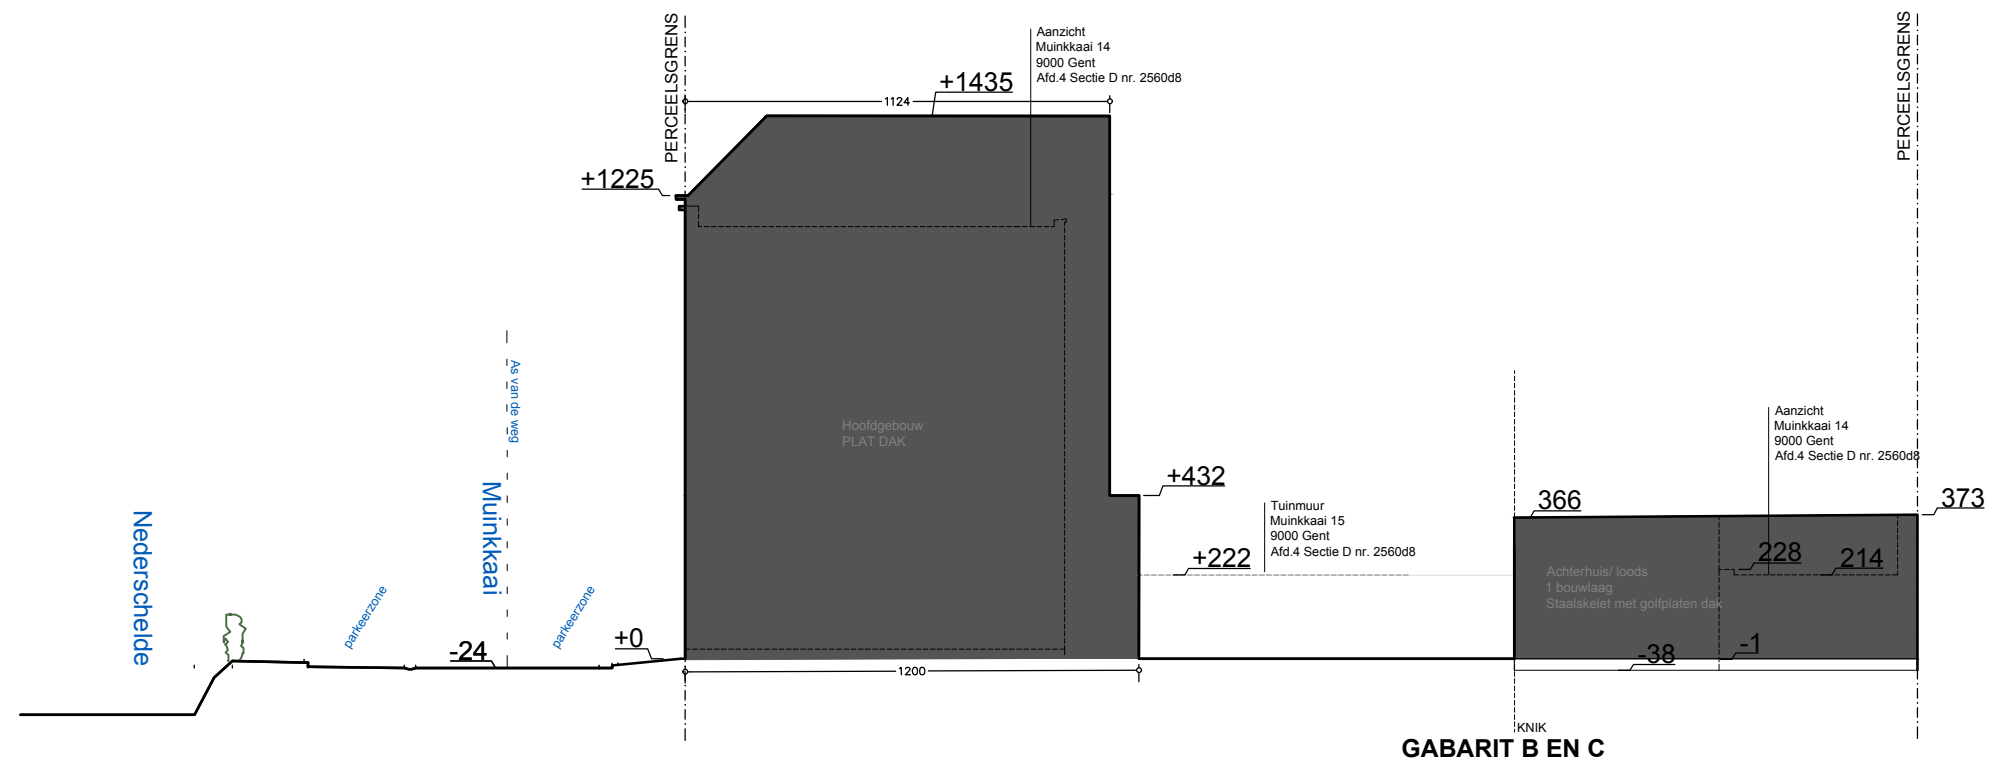 PERCEELSGRENS
Aanzicht
Muinkkaai 14
9000 Gent
Afd.4 Sectie D nr. 2560d8
PERCEELSGRENS
+1435
1124
+1225
As van de weg
Hoofdgebouw
PLAT DAK
Aanzicht
Muinkkaai 14
9000 Gent
Afd.4 Sectie D nr. 2560d8
+432
Muinkkaai
Nederschelde
366
373
Tuinmuur
Muinkkaai 15
9000 Gent
Afd.4 Sectie D nr. 2560d8
+222
228
214
Achterhuis/ loods
1 bouwlaag
Staalskelet met golfplaten dak
parkeerzone
parkeerzone
+0
-24
-1
-38
1200
KNIK
GABARIT B EN C